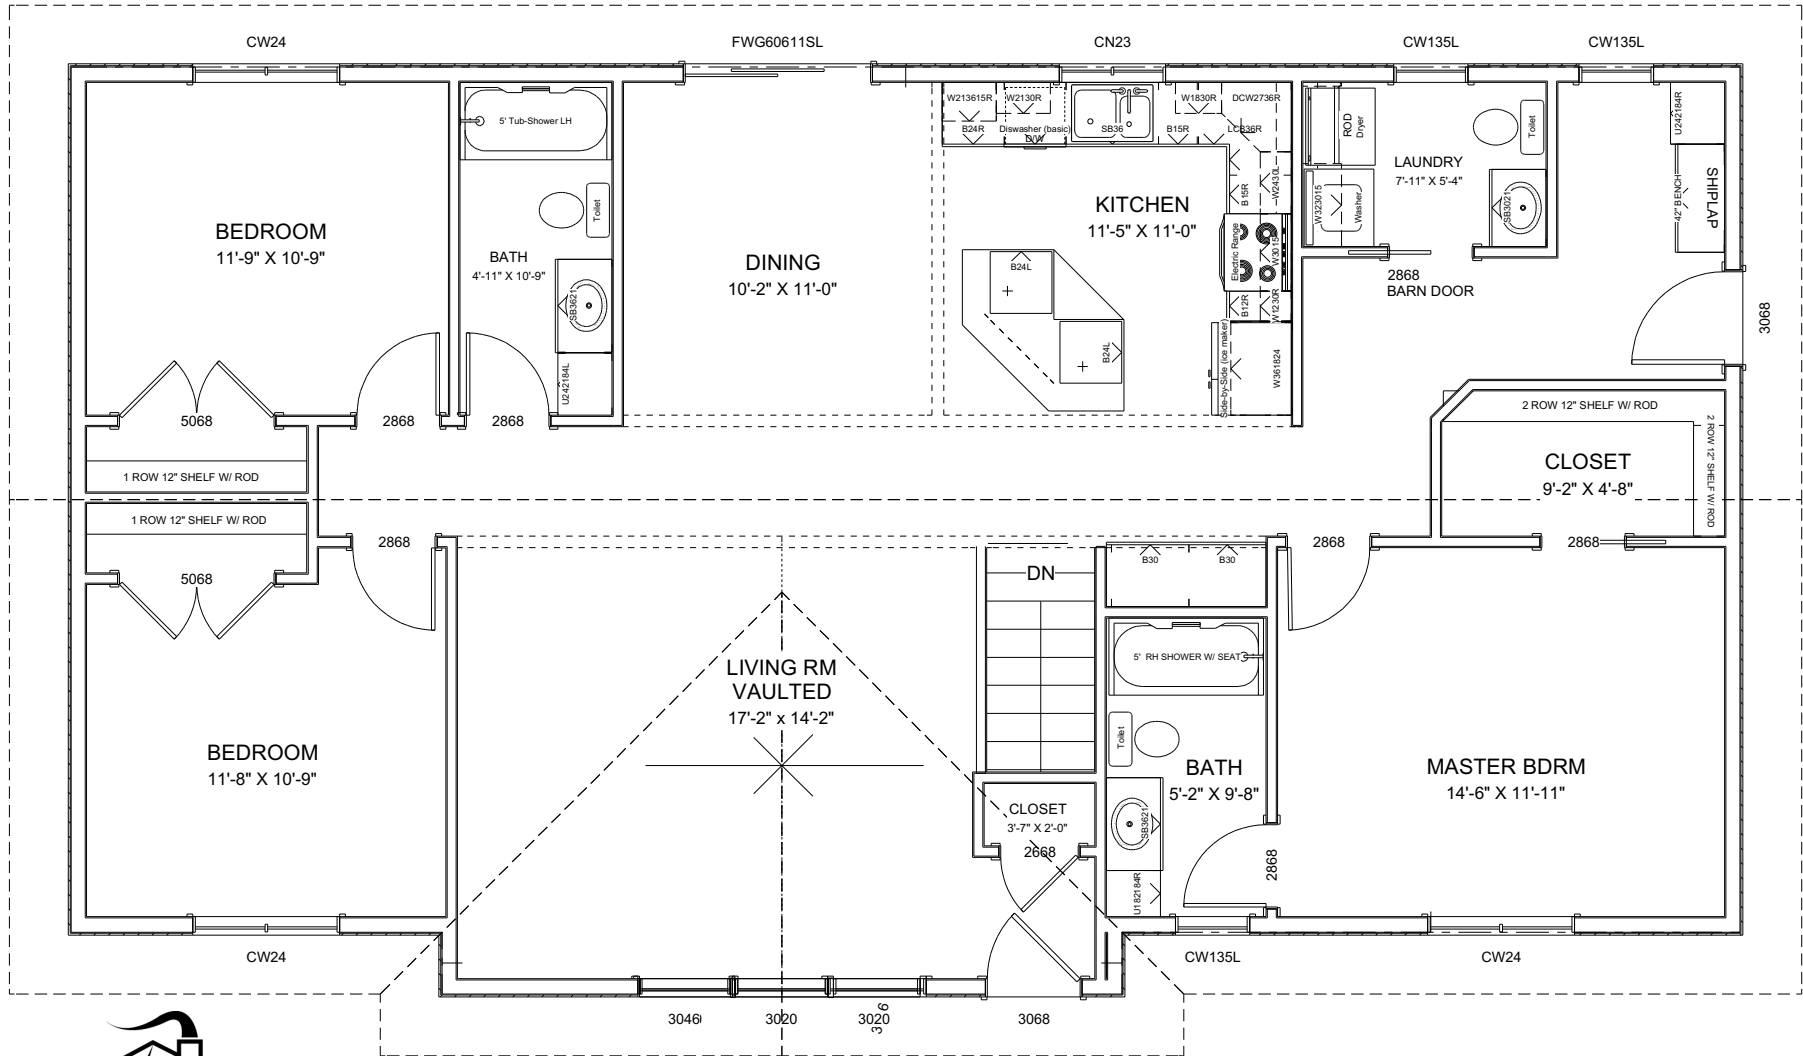 CW24
FWG60611SL
CN23
CW135L
CW135L
5' Tub-Shower LH
W213615R
W2130R
W1830R
DCW2736R
B24R
Diswasher (basic)
D/W
SB36
B15R
LCB36R
ROD
Dryer
Toilet
U242184R
LAUNDRY
7'-11" X 5'-4"
W323015
Washer
SB3021
42" BENCH
SHIPLAP
BEDROOM
11'-9" X 10'-9"
BATH
4'-11" X 10'-9"
Toilet
SB3621
U242184L
DINING
10'-2" X 11'-0"
KITCHEN
11'-5" X 11'-0"
W2430L
B15R
Electric Range
W3015
B12R
W1230R
B24L
B24L
Side-by-Side (ice maker)
W361824
2868
BARN DOOR
3068
5068
2868
2868
1 ROW 12" SHELF W/ ROD
1 ROW 12" SHELF W/ ROD
2 ROW 12" SHELF W/ ROD
2 ROW 12" SHELF W/ ROD
CLOSET
9'-2" X 4'-8"
2868
5068
DN
B30
B30
2868
2868
5' RH SHOWER W/ SEAT
LIVING RM
VAULTED
17'-2" x 14'-2"
Toilet
BATH
5'-2" X 9'-8"
SB3621
U182184R
2868
BEDROOM
11'-8" X 10'-9"
MASTER BDRM
14'-6" X 11'-11"
CLOSET
3'-7" X 2'-0"
2668
CW24
CW135L
CW24
3046
3020
3020
3068